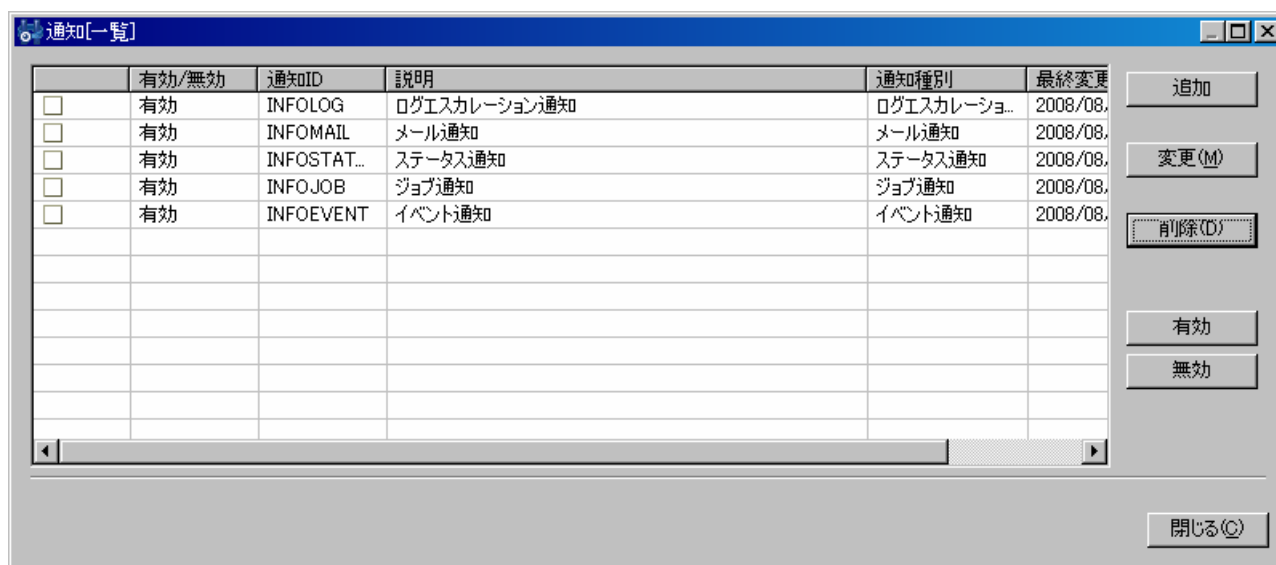 通知[一覧]
有効/無効 通知ID 説明 通知種別 最終変更
有効 INFOLOG ログエスカレーション通知 ログエスカレーショ... 2008/08/
有効 INFOMAIL メール通知 メール通知 2008/08/
有効 INFOSTAT... ステータス通知 ステータス通知 2008/08/
有効 INFOJOB ジョブ通知 ジョブ通知 2008/08/
有効 INFOEVENT イベント通知 イベント通知 2008/08/
追加
変更(M)
削除(D)
有効
無効
閉じる(C)